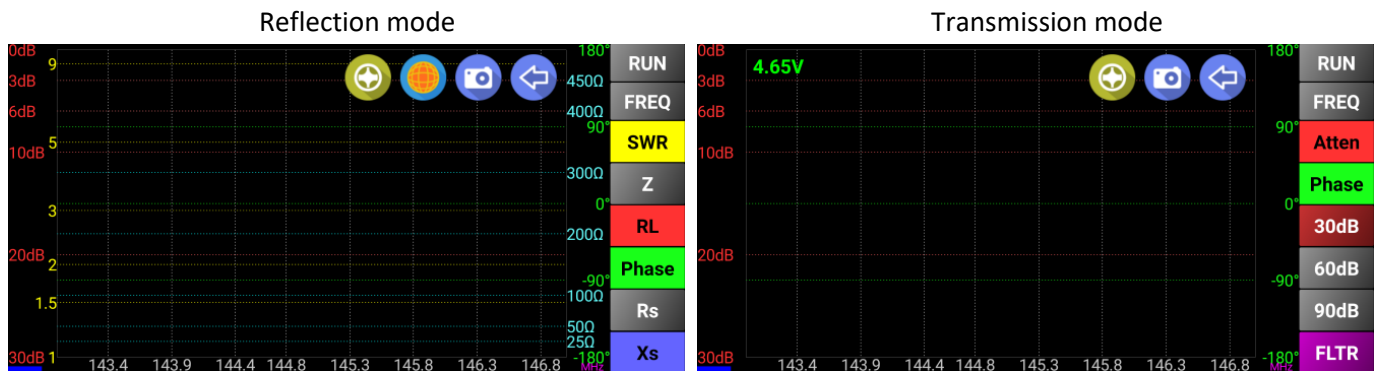 Reflection mode
0dB
9
180°
RUN
3dB
450Ω
FREQ
6dB
400Ω
90°
5
SWR
10dB
300Ω
Z
3
0°
RL
200Ω
20dB
2
Phase
-90°
100Ω
1.5
Rs
50Ω
25Ω
30dB
1
-180°
Xs
143.4 143.9 144.4 144.8 145.3 145.8 146.3 146.8 MHz
Transmission mode
0dB
4.65V
180°
RUN
3dB
FREQ
6dB
90°
Atten
10dB
Phase
0°
30dB
20dB
60dB
-90°
90dB
30dB
-180°
FLTR
143.4 143.9 144.4 144.8 145.3 145.8 146.3 146.8 MHz